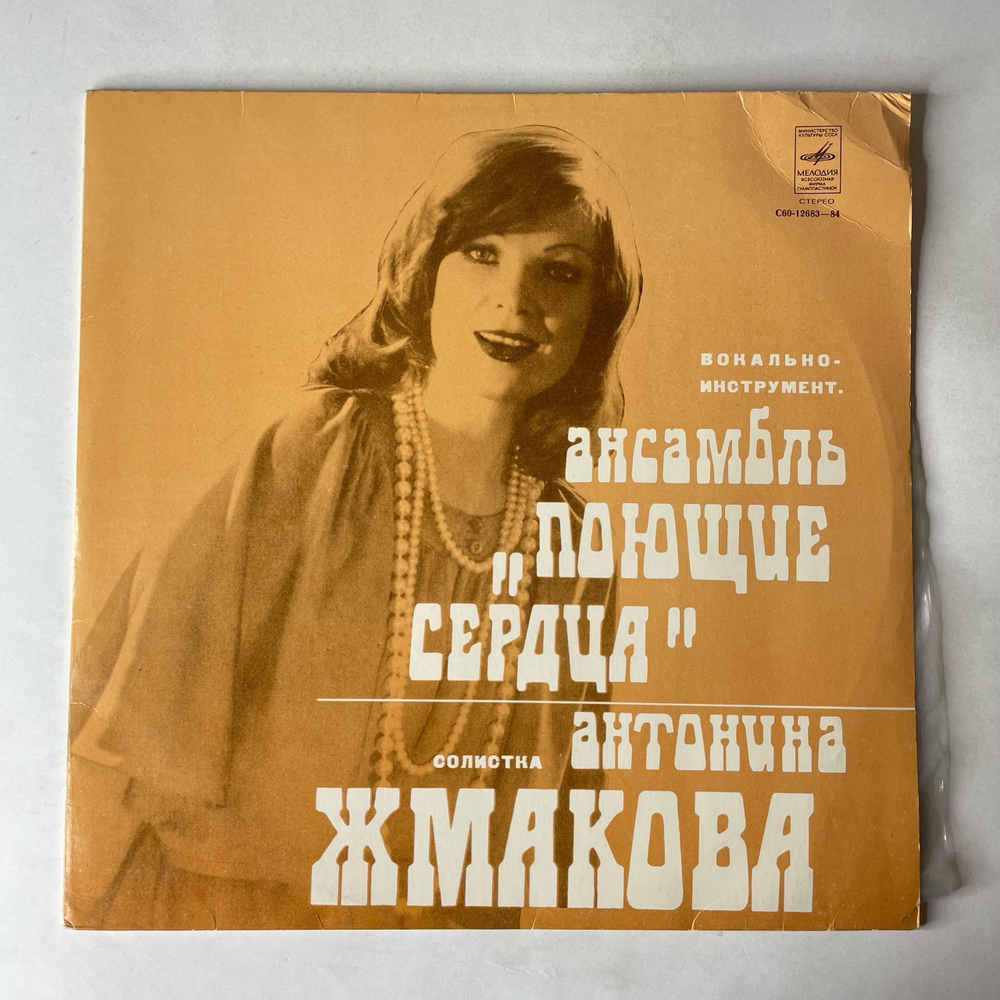 МИНИСТЕРСТВО
КУЛЬТУРЫ СССР
МЕЛОДИЯ
ВСЕСОЮЗНАЯ
ФИРМА
ГРАМПЛАСТИНОК
СТЕРЕО
С60-12683—84
ВОКАЛЬНО-
ИНСТРУМЕНТ.
ансамбль
„ПОЮЩИЕ
СЕРДЦА"
СОЛИСТКА антонина
ЖМАКОВА